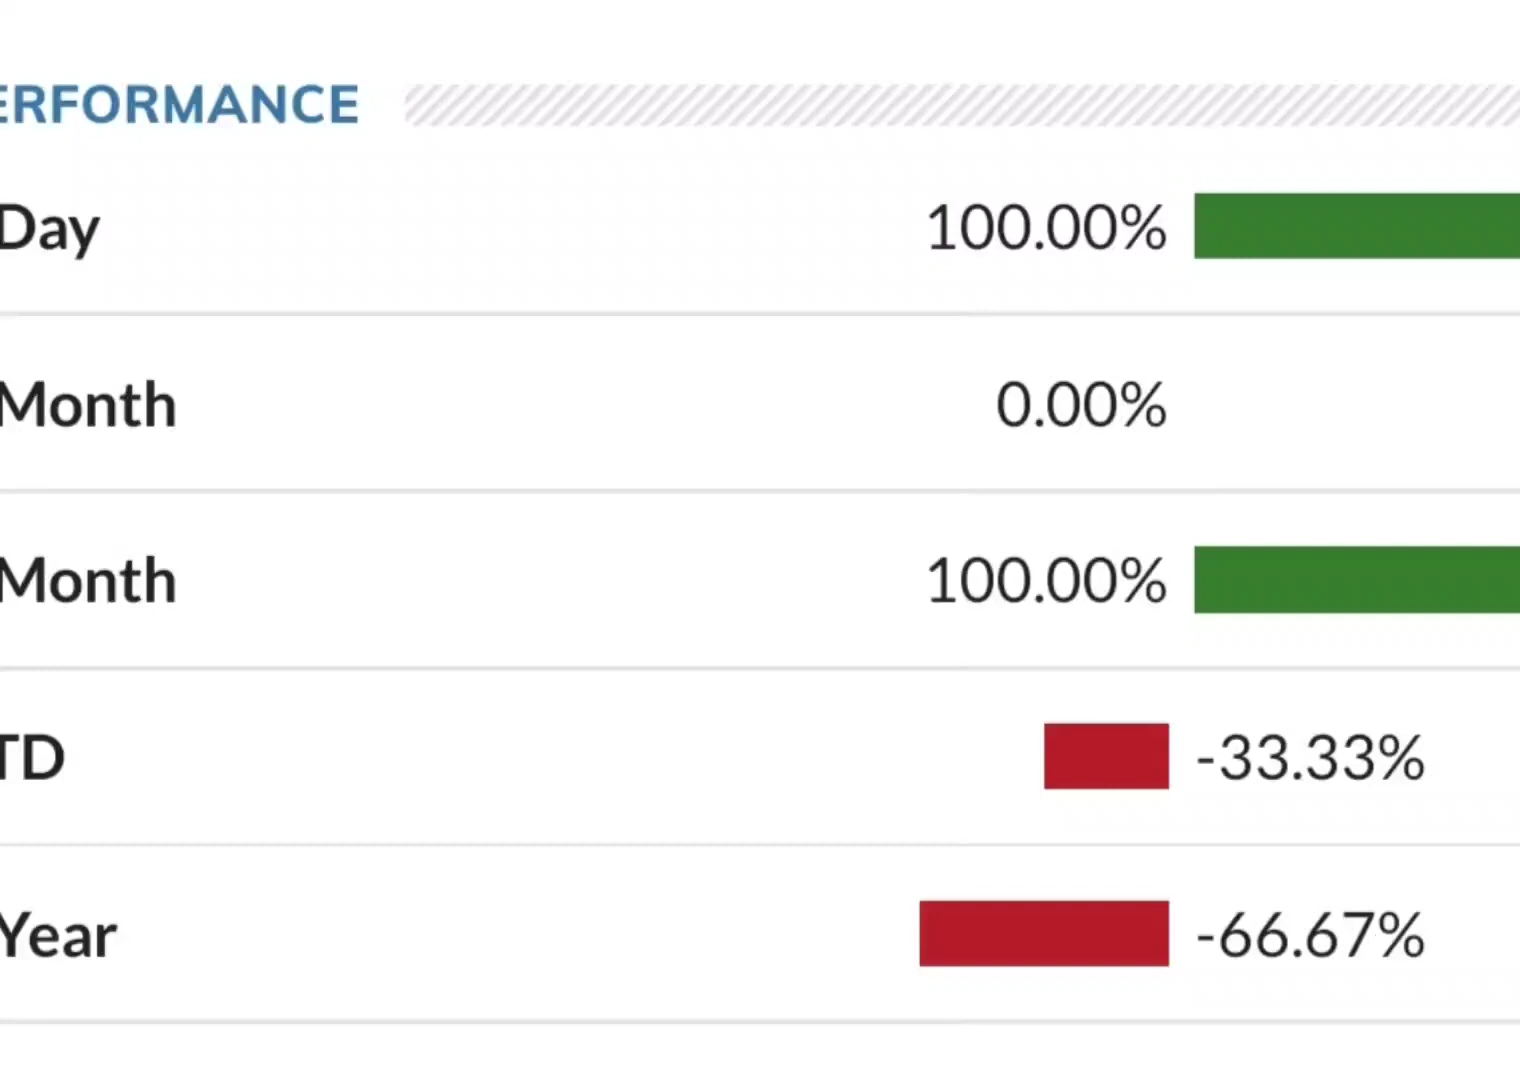 ERFORMANCE
Day 100.00%
Month 0.00%
Month 100.00%
TD -33.33%
Year -66.67%